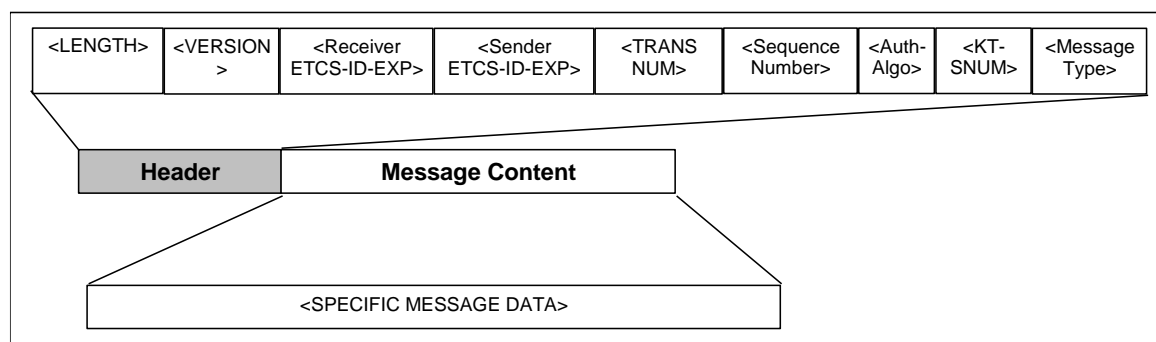 <LENGTH>
<VERSION
>
<Receiver
ETCS-ID-EXP>
<Sender
ETCS-ID-EXP>
<TRANS
NUM>
<Sequence
Number>
<Auth-
Algo>
<KT-
SNUM>
<Message
Type>
Header
Message Content
<SPECIFIC MESSAGE DATA>